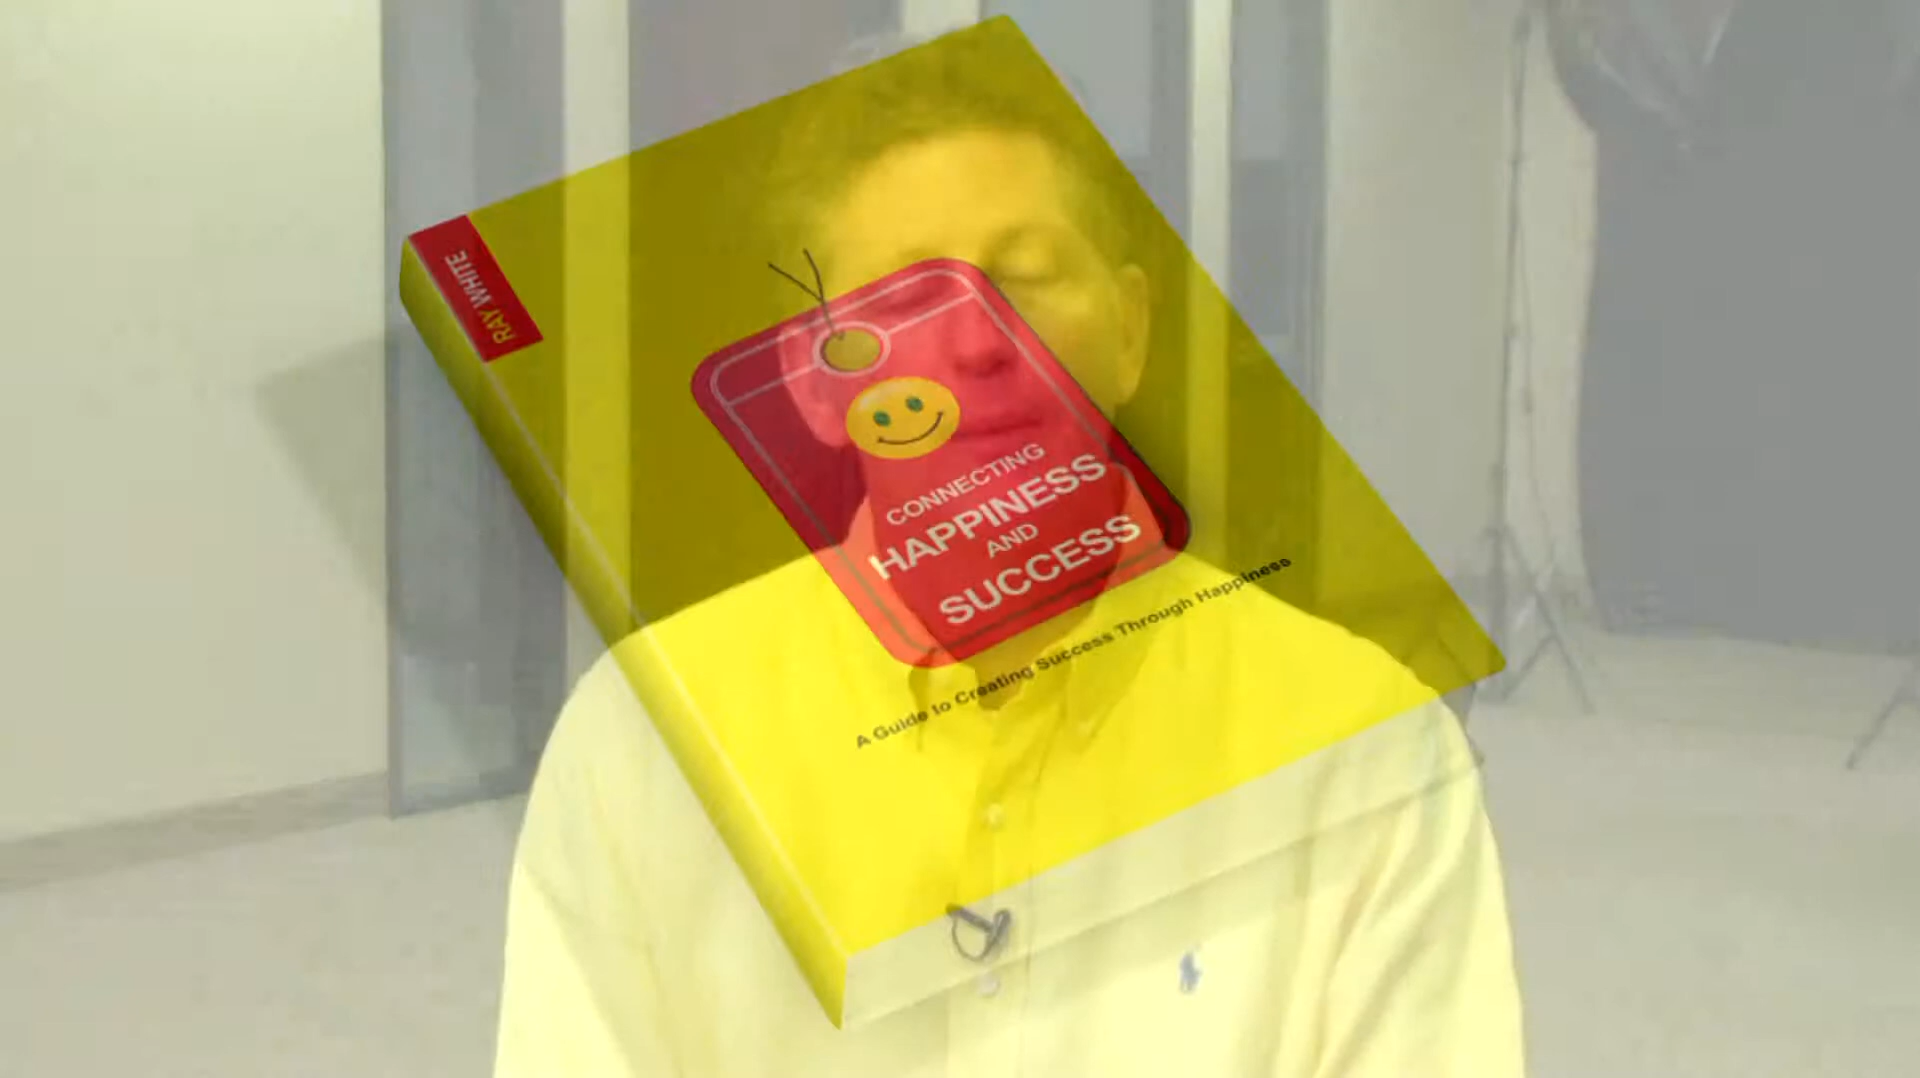 RAY WHITE
CONNECTING
HAPPINESS
AND
SUCCESS
A Guide to Creating Success Through Happiness